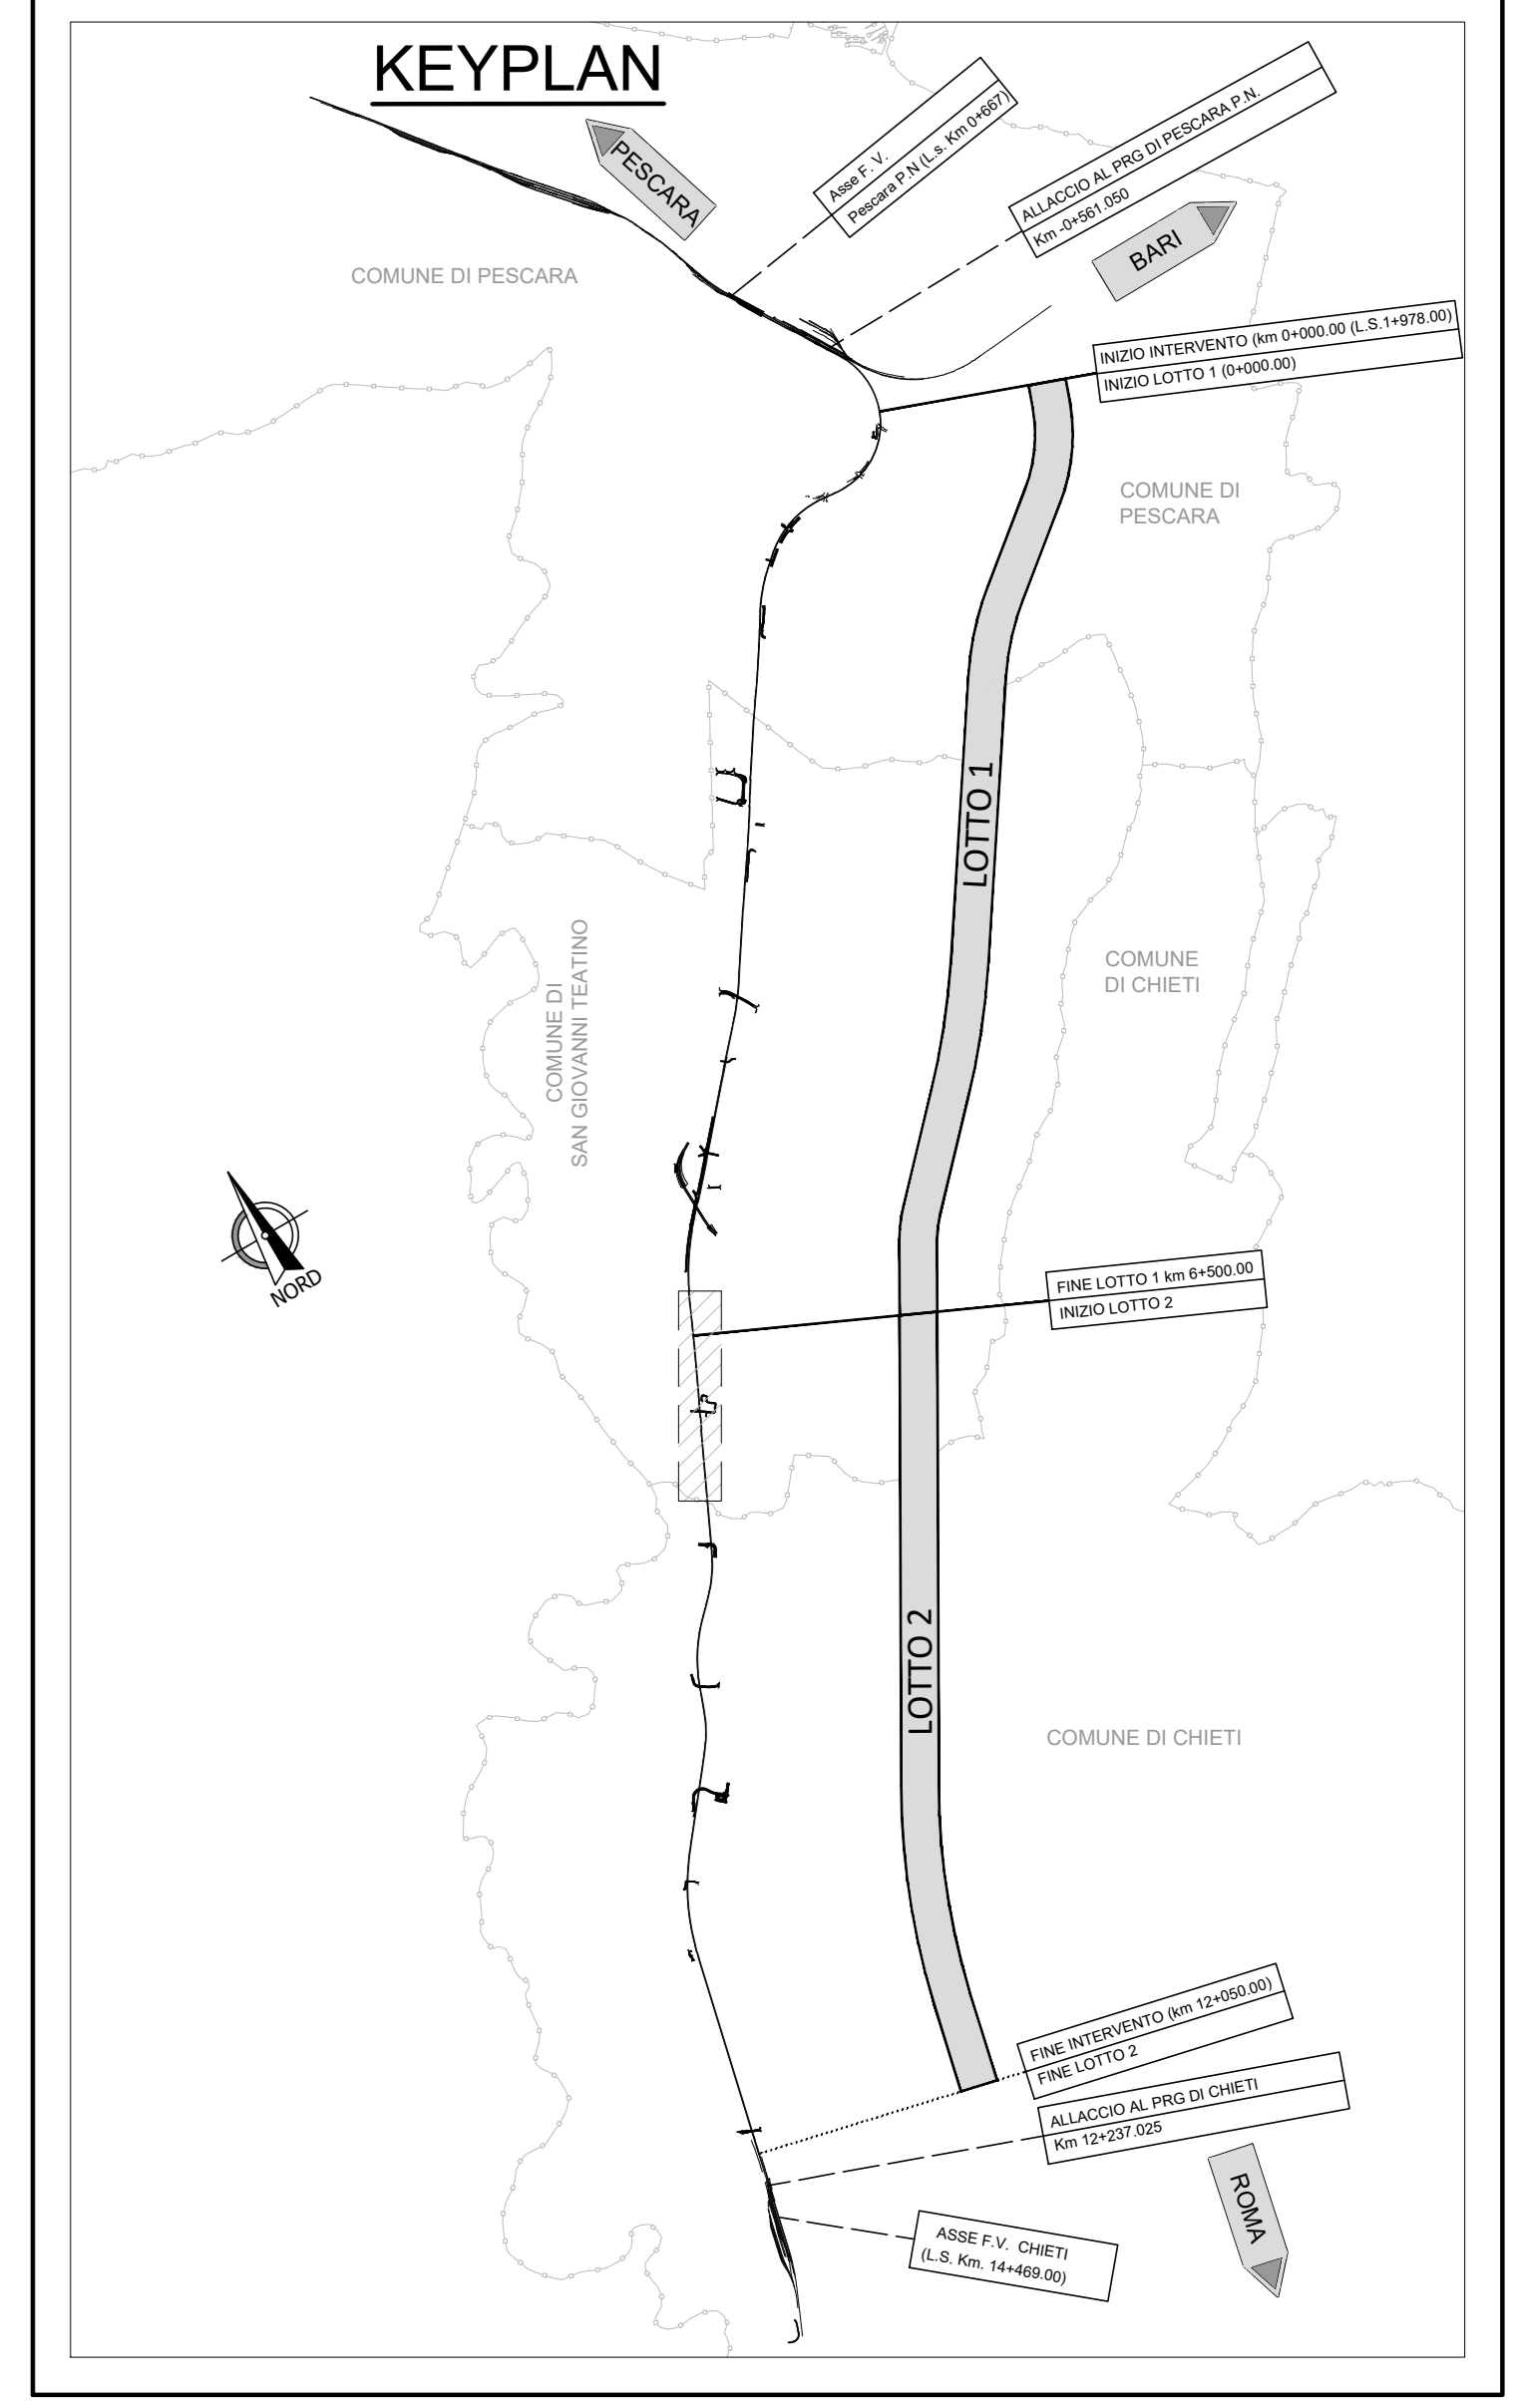 KEYPLAN
PESCARA
Asse F. V.
Pescara P.N (L.s. Km 0+667)
ALLACCIO AL PRG DI PESCARA P.N.
Km -0+561.050
BARI
COMUNE DI PESCARA
INIZIO INTERVENTO (km 0+000.00 (L.S.1+978.00)
INIZIO LOTTO 1 (0+000.00)
COMUNE DI
PESCARA
LOTTO 1
COMUNE DI
SAN GIOVANNI TEATINO
COMUNE
DI CHIETI
NORD
FINE LOTTO 1 km 6+500.00
INIZIO LOTTO 2
LOTTO 2
COMUNE DI CHIETI
FINE INTERVENTO (km 12+050.00)
FINE LOTTO 2
ALLACCIO AL PRG DI CHIETI
Km 12+237.025
ROMA
ASSE F.V. CHIETI
(L.S. Km. 14+469.00)